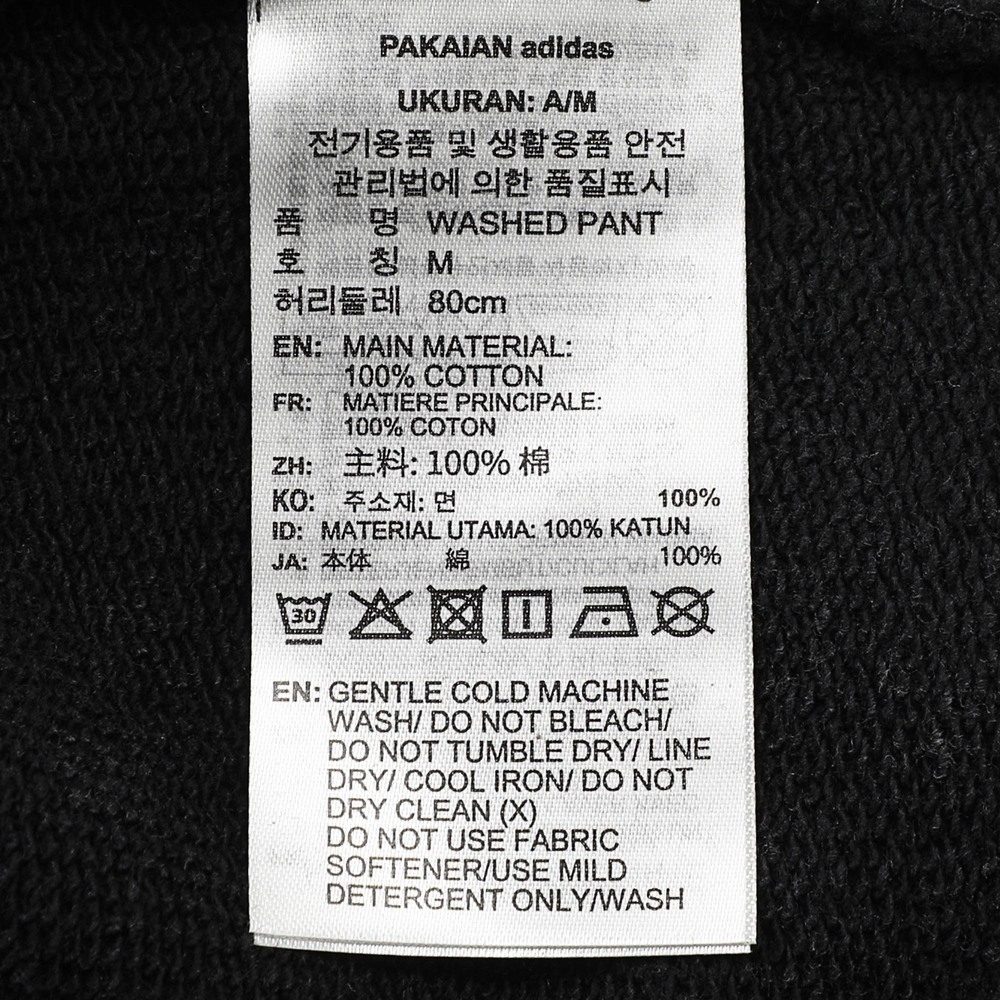 PAKAIAN adidas
UKURAN: A/M
전기용품 및 생활용품 안전
관리법에 의한 품질표시
품 명 WASHED PANT
호 칭 M
허리둘레 80cm
EN: MAIN MATERIAL:
100% COTTON
FR: MATIERE PRINCIPALE:
100% COTON
ZH: 主料: 100% 棉
KO: 주소재: 면 100%
ID: MATERIAL UTAMA: 100% KATUN
JA: 本体 綿 100%
30
EN: GENTLE COLD MACHINE
WASH/ DO NOT BLEACH/
DO NOT TUMBLE DRY/ LINE
DRY/ COOL IRON/ DO NOT
DRY CLEAN (X)
DO NOT USE FABRIC
SOFTENER/USE MILD
DETERGENT ONLY/WASH